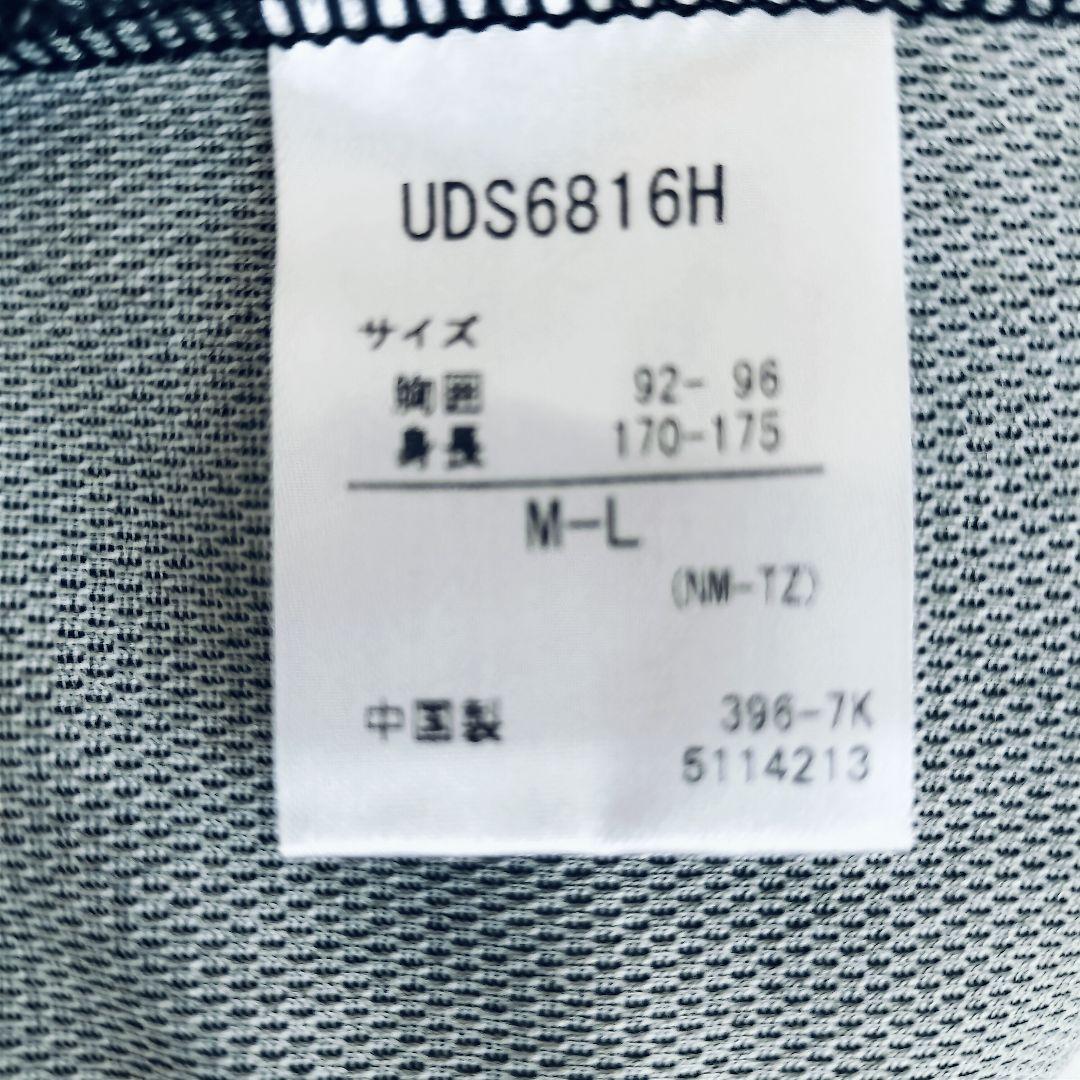 UDS6816H
サイズ
胸囲 92- 96
身長 170-175
M-L
(NM-TZ)
中国製 396-7K
5114213